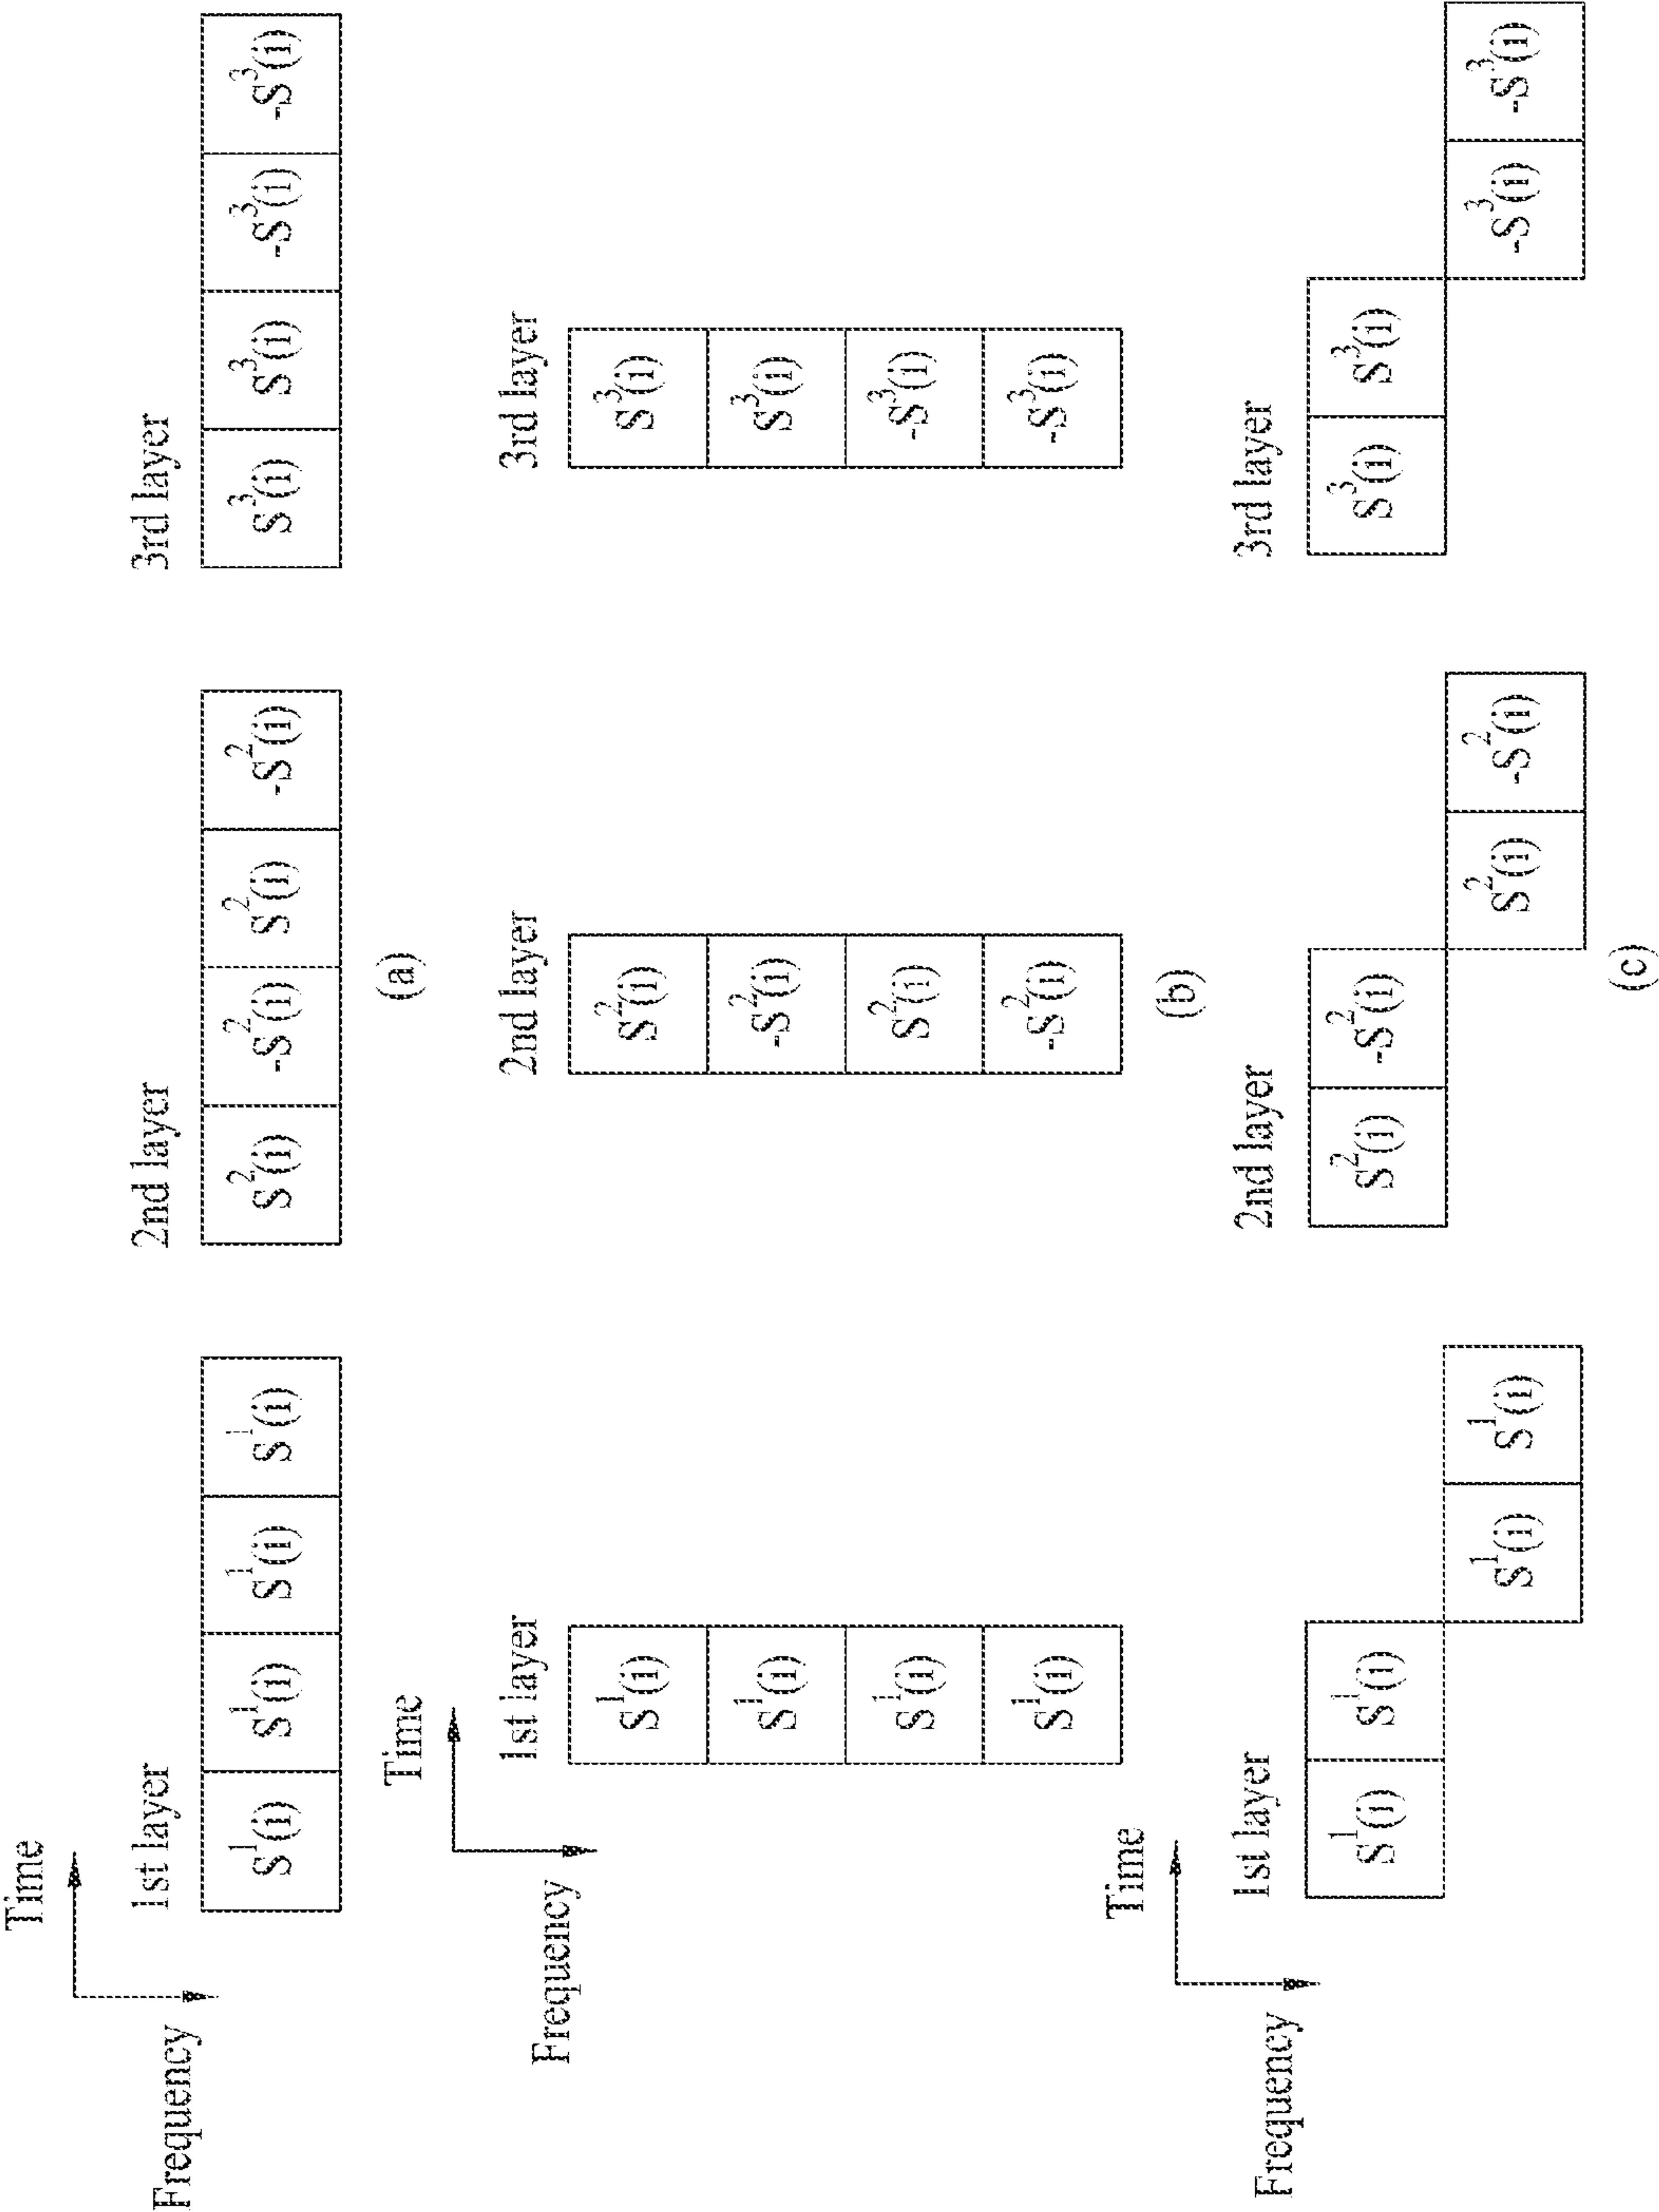 Time
Frequency
1st layer
S¹(i) S¹(i) S¹(i) S¹(i)
2nd layer
S²(i) -S²(i) S²(i) -S²(i)
3rd layer
S³(i) S³(i) -S³(i) -S³(i)
(a)
Time
Frequency
1st layer
S¹(i)
S¹(i)
S¹(i)
S¹(i)
2nd layer
S²(i)
-S²(i)
S²(i)
-S²(i)
3rd layer
S³(i)
S³(i)
-S³(i)
-S³(i)
(b)
Time
Frequency
1st layer
S¹(i) S¹(i)
S¹(i) S¹(i)
2nd layer
S²(i) -S²(i)
S²(i) -S²(i)
3rd layer
S³(i) S³(i)
-S³(i) -S³(i)
(c)